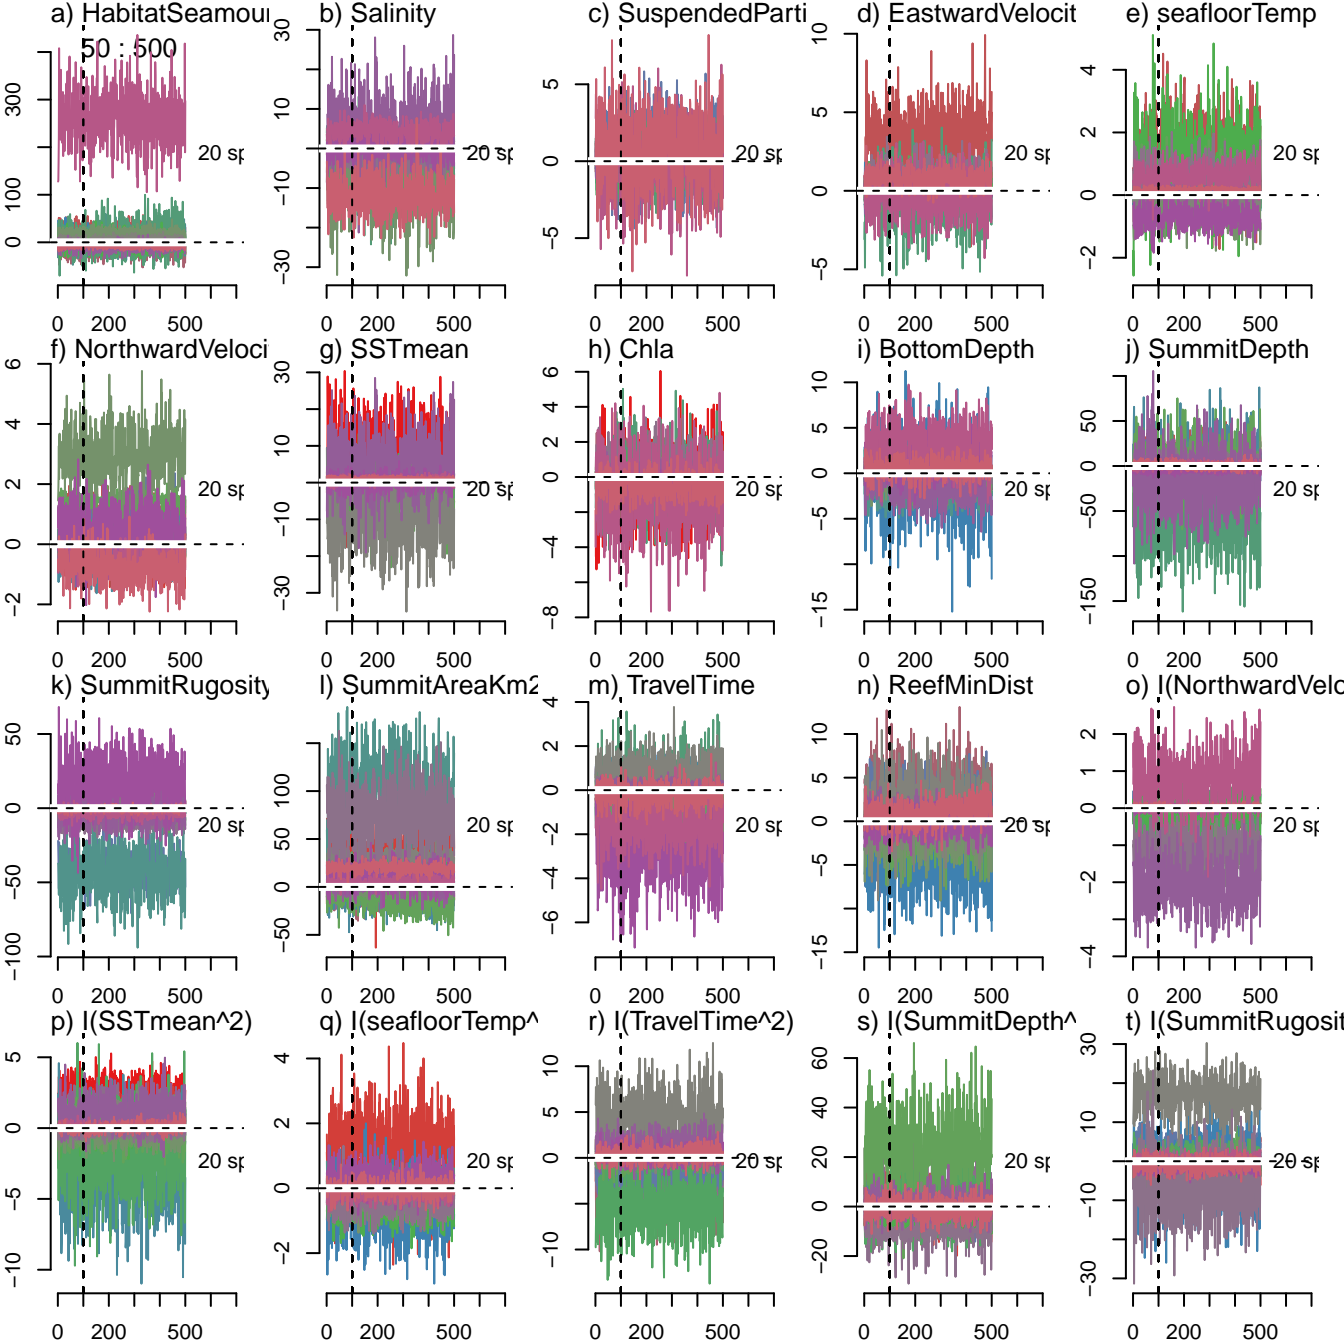 a) HabitatSeamou
50 : 500
300
100
0
20 sp
0 200 500
b) Salinity
30
10
−10
−30
20 sp
0 200 500
c) SuspendedParti
5
0
−5
20 sp
0 200 500
d) EastwardVelocit
10
5
0
−5
20 sp
0 200 500
e) seafloorTemp
4
2
0
−2
20 sp
0 200 500
f) NorthwardVeloci
6
4
2
0
−2
20 sp
0 200 500
g) SSTmean
30
10
−10
−30
20 sp
0 200 500
h) Chla
6
4
2
0
−4
−8
20 sp
0 200 500
i) BottomDepth
10
5
0
−5
−15
20 sp
0 200 500
j) SummitDepth
50
0
−50
−150
20 sp
0 200 500
k) SummitRugosity
50
0
−50
−100
20 sp
0 200 500
l) SummitAreaKm2
100
50
0
−50
20 sp
0 200 500
m) TravelTime
4
2
0
−2
−4
−6
20 sp
0 200 500
n) ReefMinDist
10
5
0
−5
−15
20 sp
0 200 500
o) I(NorthwardVelo
2
1
0
−2
−4
20 sp
0 200 500
p) I(SSTmean^2)
5
0
−5
−10
20 sp
0 200 500
q) I(seafloorTemp^
4
2
0
−2
20 sp
0 200 500
r) I(TravelTime^2)
10
5
0
−10
20 sp
0 200 500
s) I(SummitDepth^
60
40
20
0
−20
20 sp
0 200 500
t) I(SummitRugosit
30
10
−10
−30
20 sp
0 200 500